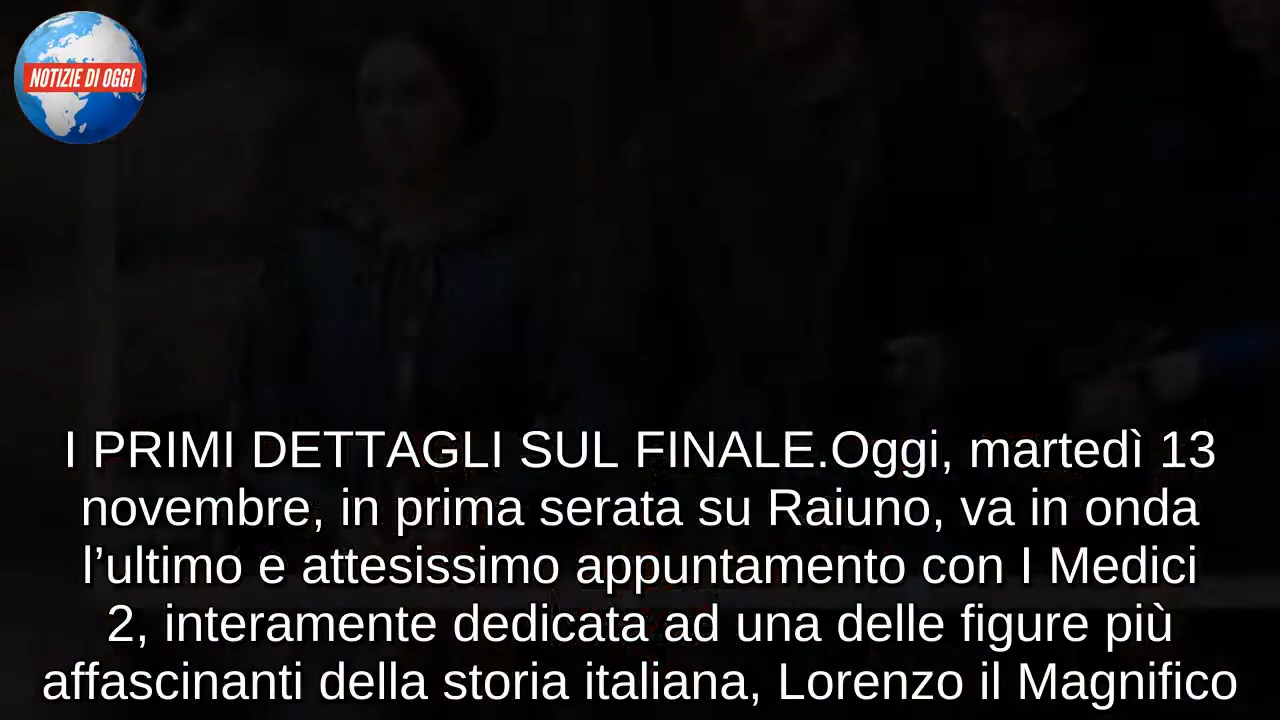 NOTIZIE DI OGGI
I PRIMI DETTAGLI SUL FINALE.Oggi, martedì 13
novembre, in prima serata su Raiuno, va in onda
l’ultimo e attesissimo appuntamento con I Medici
2, interamente dedicata ad una delle figure più
affascinanti della storia italiana, Lorenzo il Magnifico